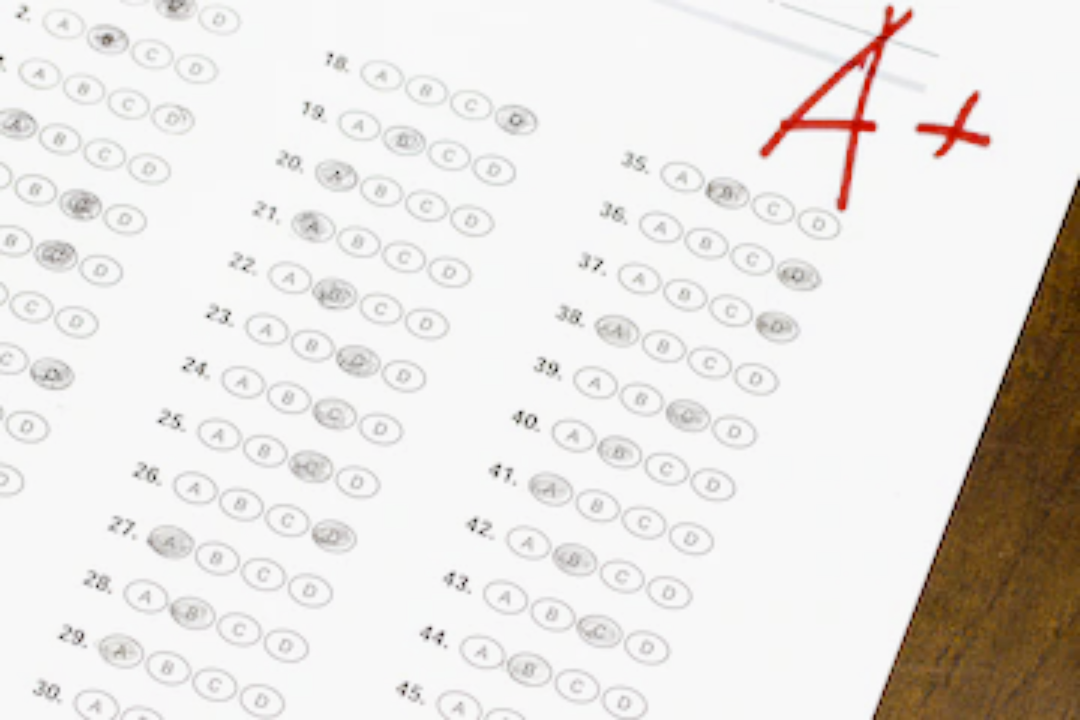 A+
D
2. A B C D
A B C D
A B C D
B C D
B C D
C D
C D
D
D
18. A B C D
19. A B C D
20. A B C D
21. A B C D
22. A B C D
23. A B C D
24. A B C D
25. A B C D
26. A B C D
27. A B C D
28. A B C D
29. A B C D
30. A
35. A B C D
36. A B C D
37. A B C D
38. A B C D
39. A B C D
40. A B C D
41. A B C D
42. A B C D
43. A B C D
44. A B C D
45. A